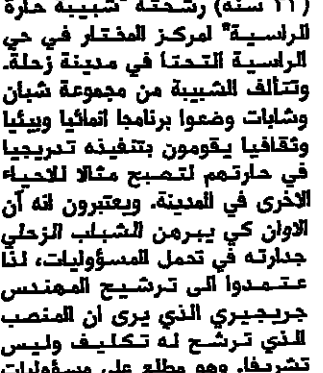 (٢٢ سنة) رشحته "شبيبة حارة
الراسية" لمركز المختار في حي
الراسية التحتا في مدينة زحلة.
وتتألف الشبيبة من مجموعة شبان
وشابات وضعوا برنامجا انمائيا وبيئيا
وثقافيا يقومون بتنفيذه تدريجيا
في حارتهم لتصبح مثالا للاحياء
الاخرى في المدينة. ويعتبرون انه آن
الاوان كي يبرهن الشباب الزحلي
جدارته في تحمل المسؤوليات، لذا
عتمدوا الى ترشيح المهندس
جريجيري الذي يرى ان المنصب
الذي ترشح له تكليف وليس
تشريفا. وهو مطلع على مسؤوليات